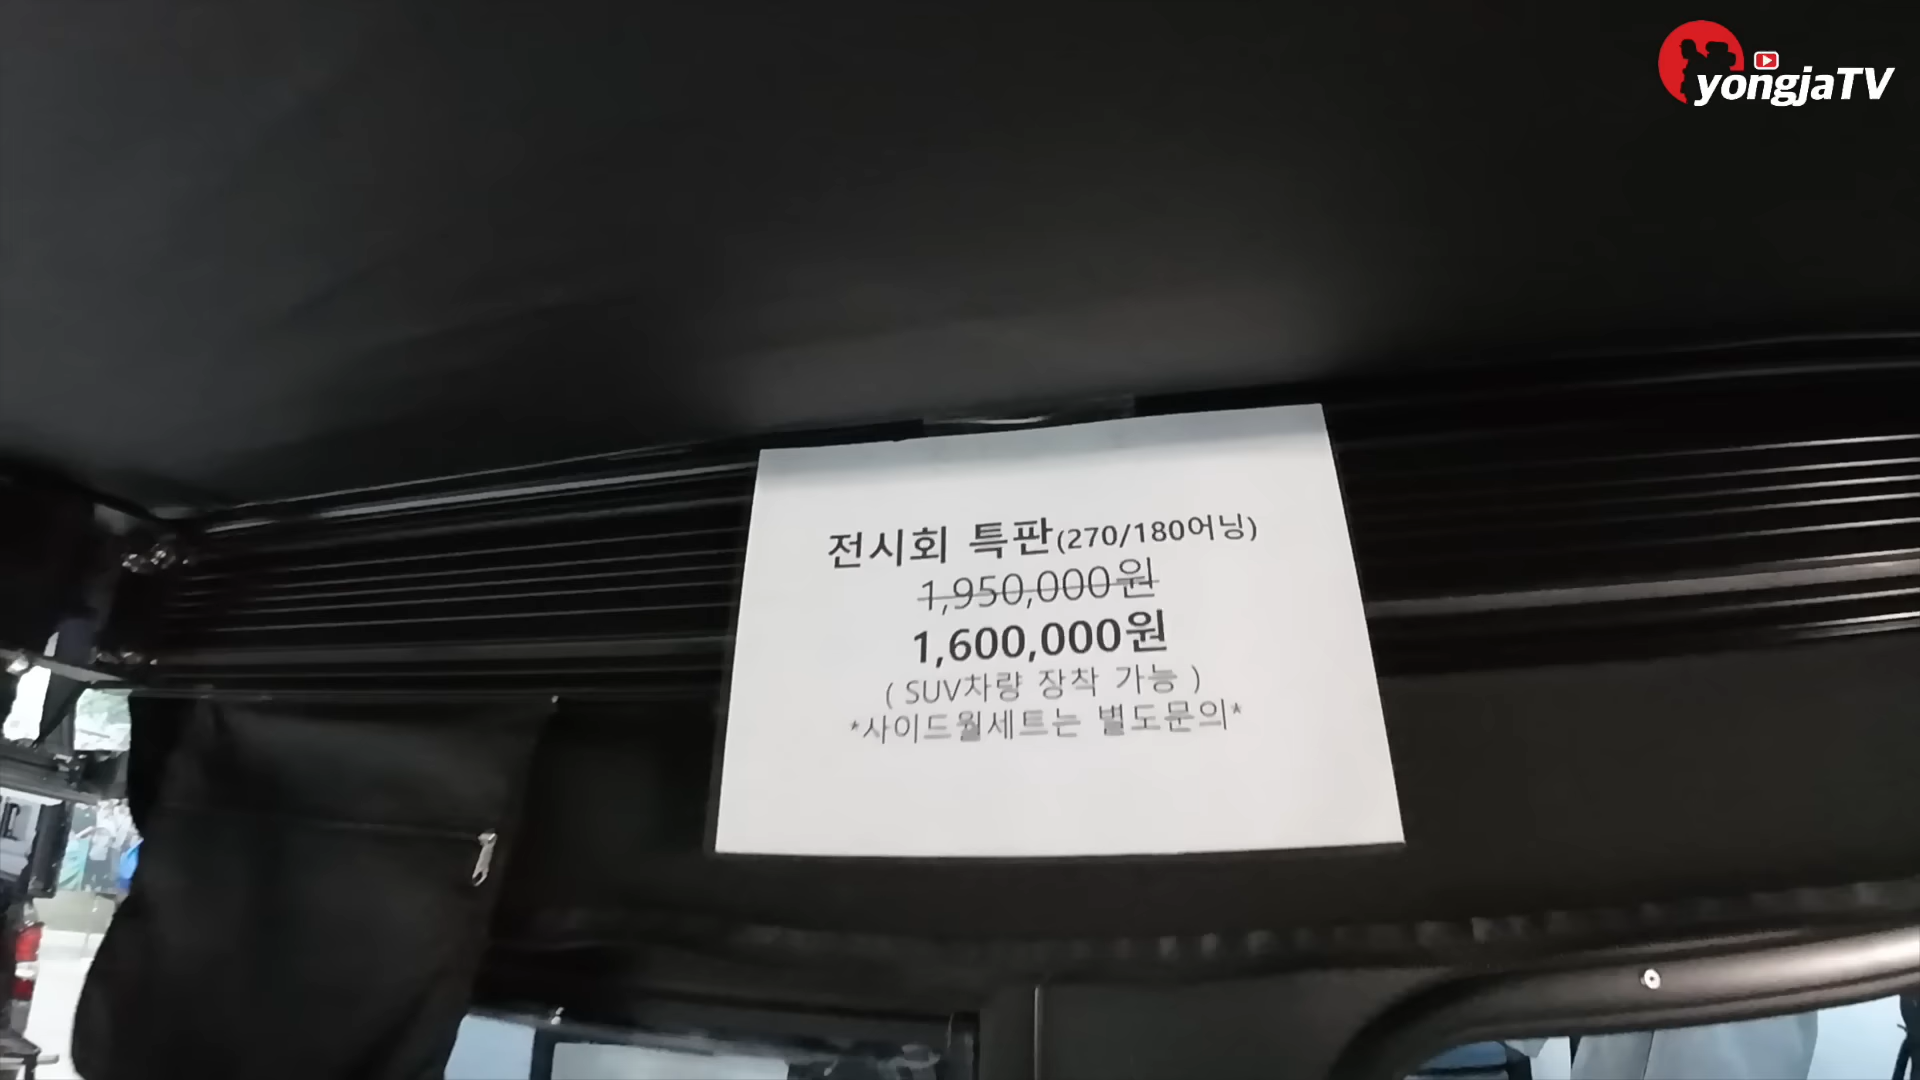 yongjaTV
전시회 특판(270/180어닝)
1,950,000원
1,600,000원
( SUV차량 장착 가능 )
*사이드월세트는 별도문의*